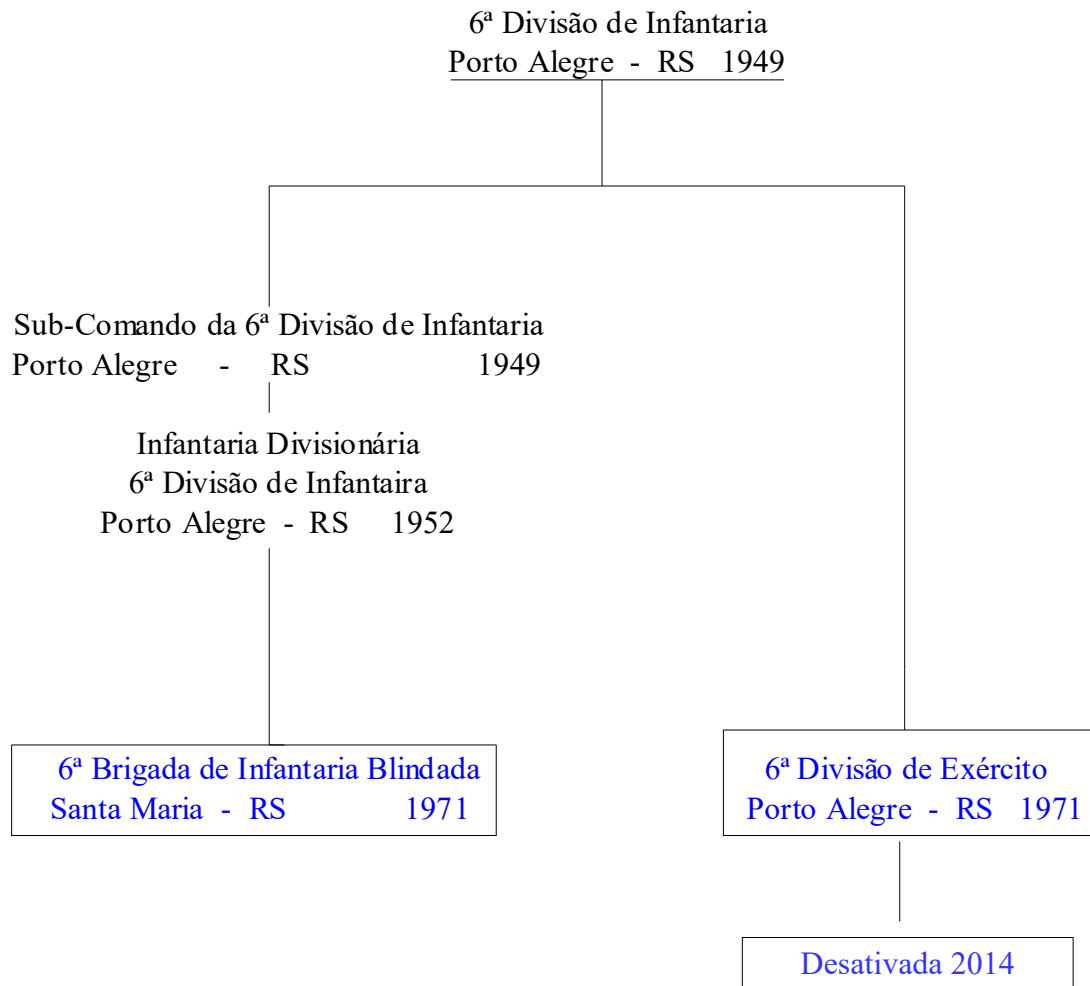 6ª Divisão de Infantaria
Porto Alegre - RS 1949
Sub-Comando da 6ª Divisão de Infantaria
Porto Alegre - RS 1949
Infantaria Divisionária
6ª Divisão de Infantaira
Porto Alegre - RS 1952
6ª Brigada de Infantaria Blindada
Santa Maria - RS 1971
6ª Divisão de Exército
Porto Alegre - RS 1971
Desativada 2014